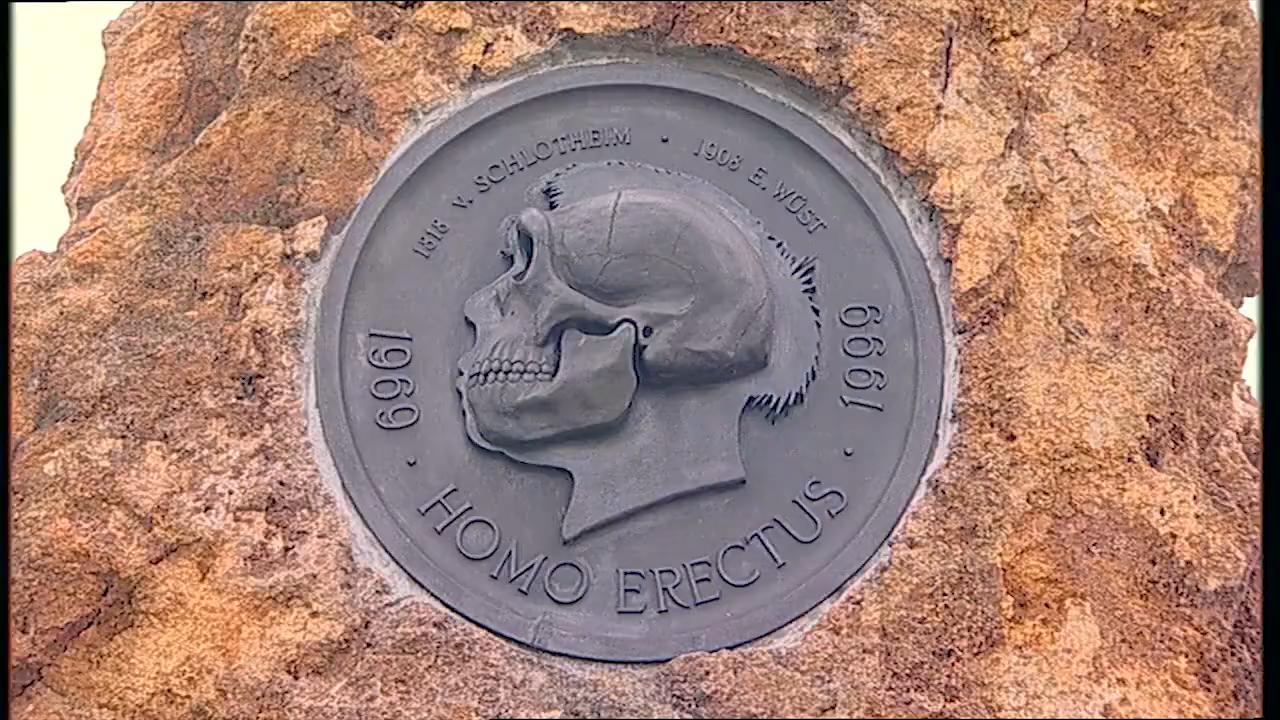 1818 v. SCHLOTHEIM · 1908 E. WÜST
1969 · HOMO ERECTUS · 1999